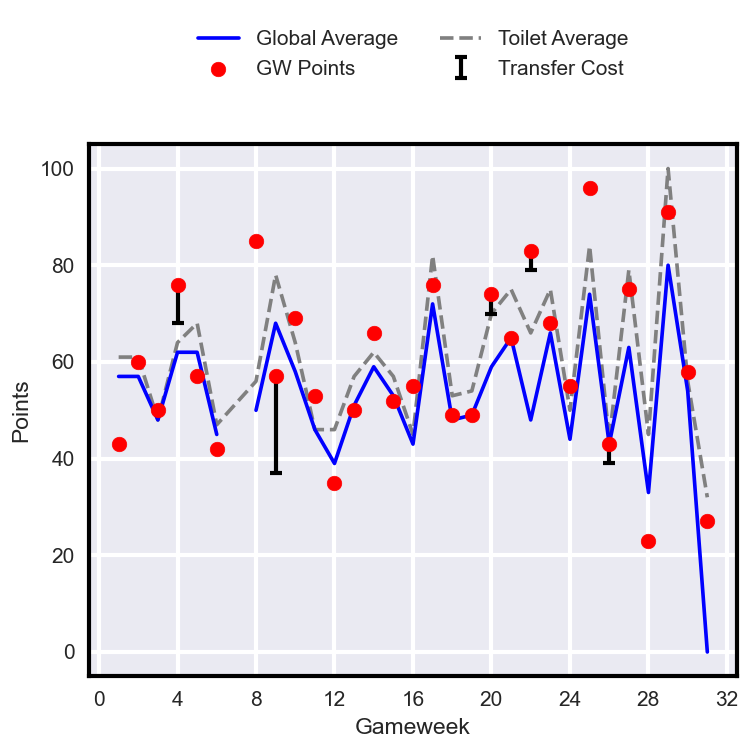 Global Average
Toilet Average
GW Points
Transfer Cost
100
80
60
40
20
0
Points
0 4 8 12 16 20 24 28 32
Gameweek